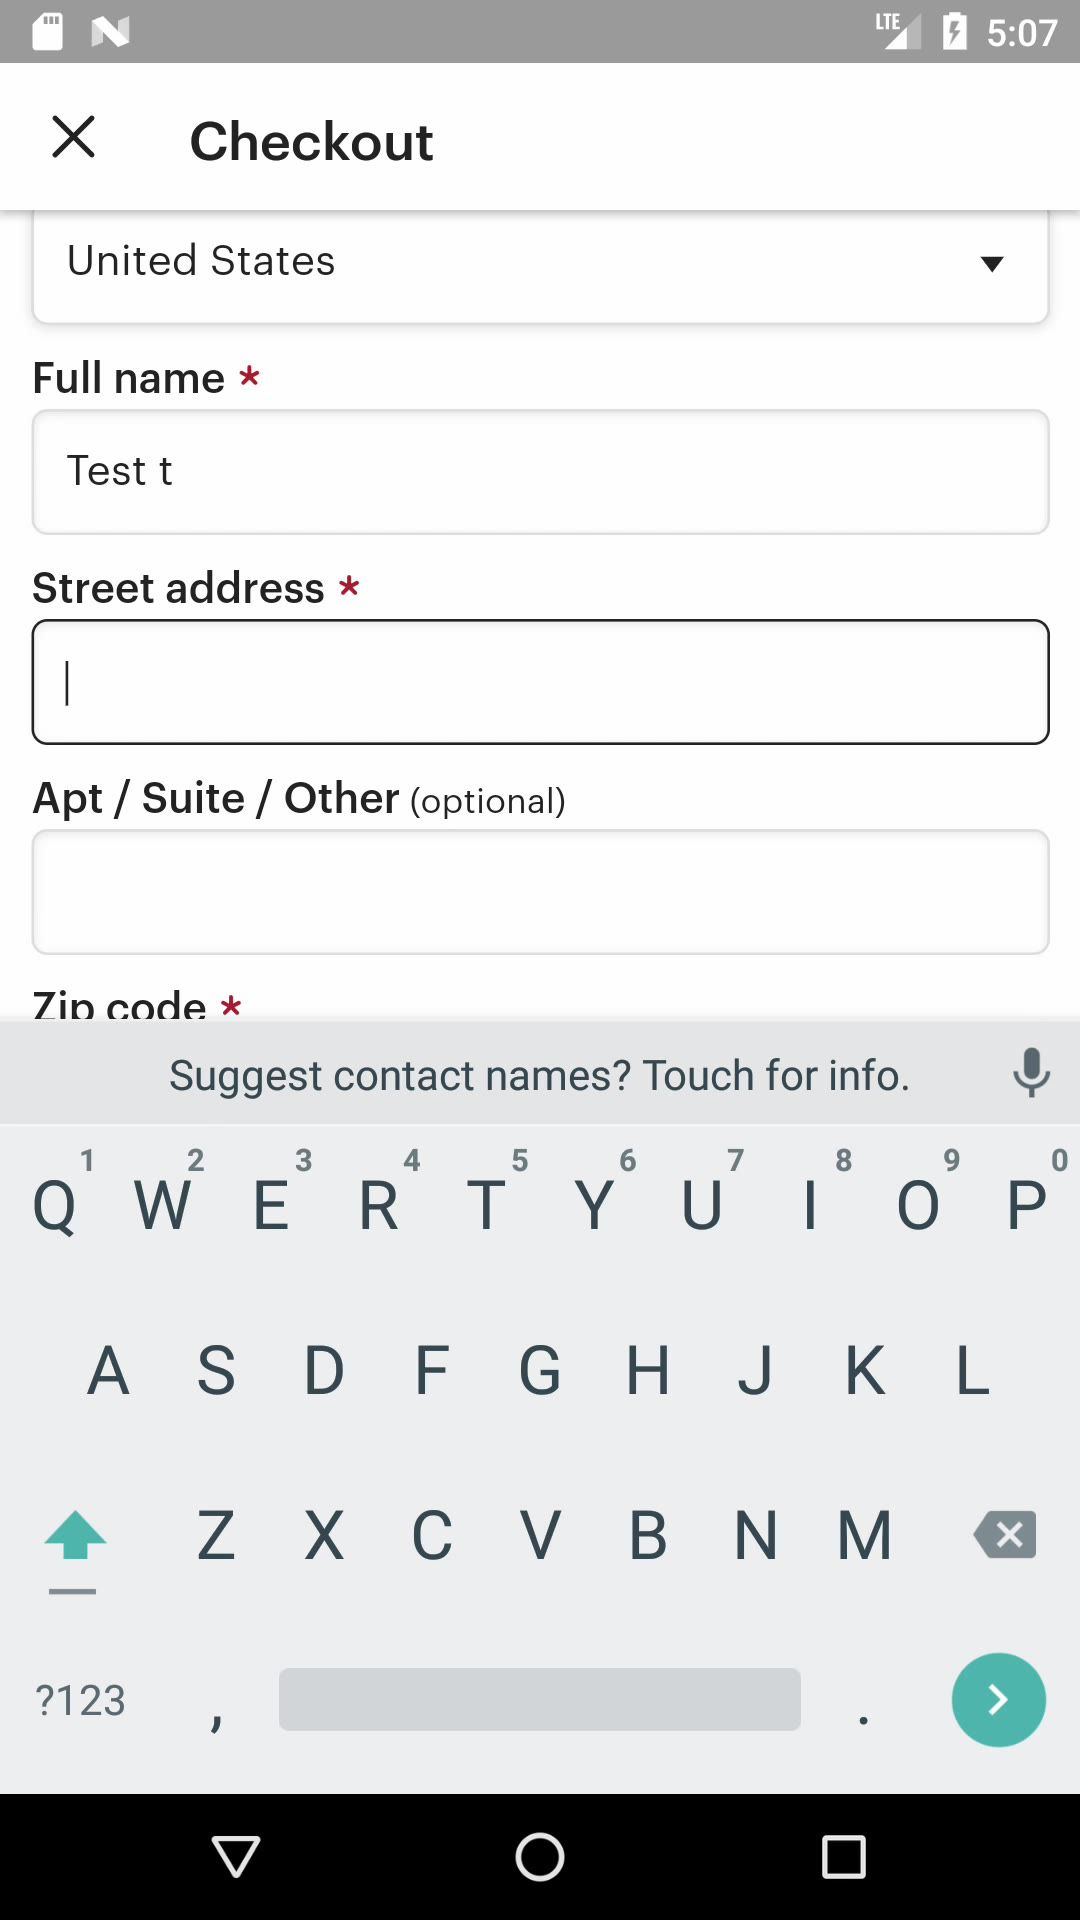 LTE 5:07
Checkout
United States
Full name *
Test t
Street address *
Apt / Suite / Other (optional)
Zip code *
Suggest contact names? Touch for info.
1 2 3 4 5 6 7 8 9 0
Q W E R T Y U I O P
A S D F G H J K L
Z X C V B N M
?123 , .